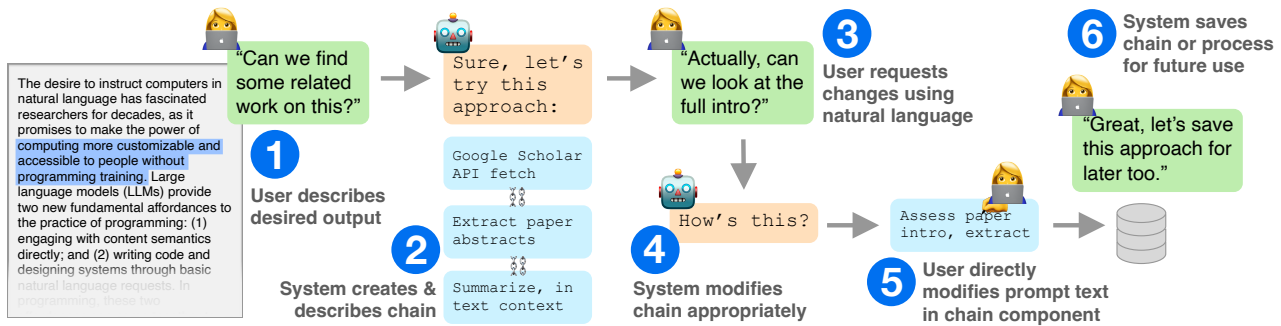 The desire to instruct computers in
natural language has fascinated
researchers for decades, as it
promises to make the power of
computing more customizable and
accessible to people without
programming training. Large
language models (LLMs) provide
two new fundamental affordances to
the practice of programming: (1)
engaging with content semantics
directly; and (2) writing code and
designing systems through basic
natural language requests. In
programming, these two
“Can we find
some related
work on this?”
1
User describes
desired output
Sure, let’s
try this
approach:
Google Scholar
API fetch
Extract paper
abstracts
Summarize, in
text context
2
System creates &
describes chain
“Actually, can
we look at the
full intro?”
3
User requests
changes using
natural language
How’s this?
4
System modifies
chain appropriately
Assess paper
intro, extract
5
User directly
modifies prompt text
in chain component
6
System saves
chain or process
for future use
“Great, let’s save
this approach for
later too.”